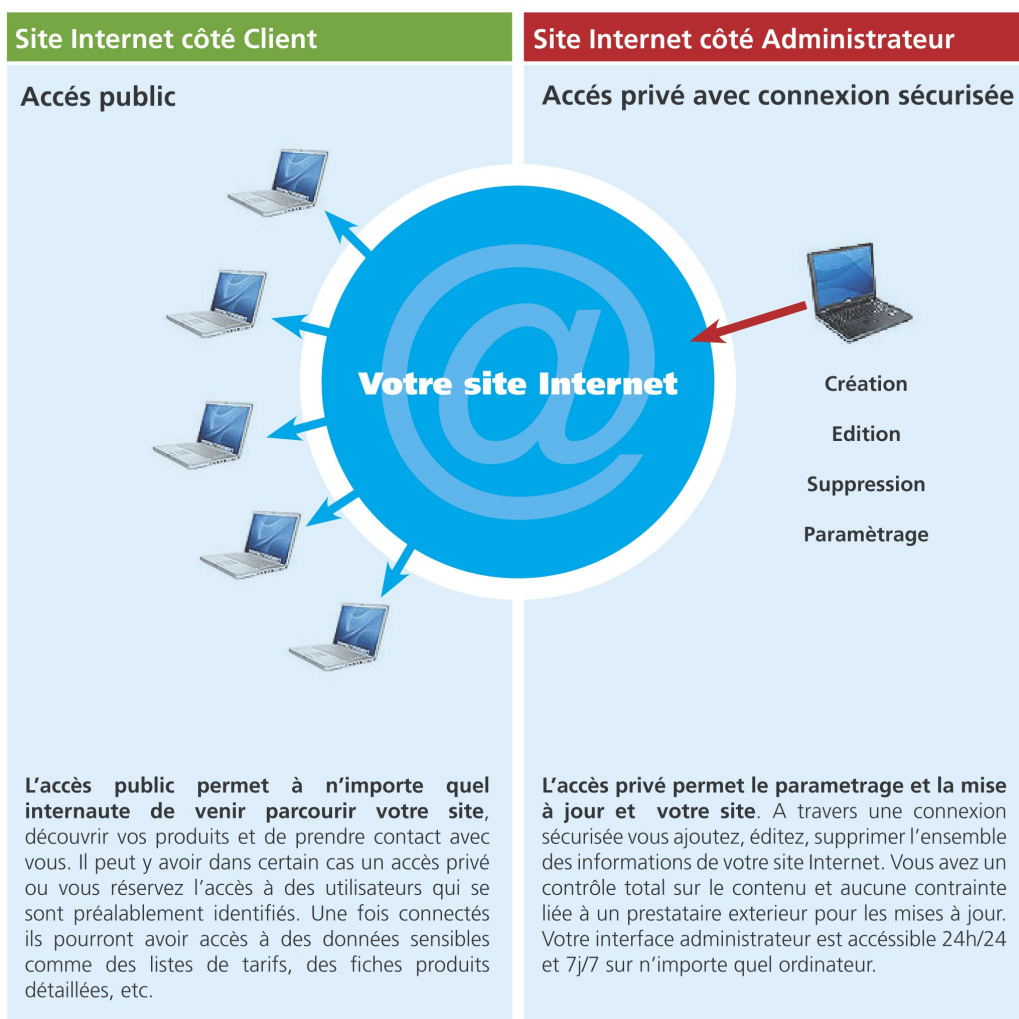 Site Internet côté Client
Accés public
Site Internet côté Administrateur
Accés privé avec connexion sécurisée
Votre site Internet
Création
Edition
Suppression
Paramètrage
L'accès public permet à n'importe quel
internaute de venir parcourir votre site,
découvrir vos produits et de prendre contact avec
vous. Il peut y avoir dans certain cas un accès privé
ou vous réservez l'accès à des utilisateurs qui se
sont préalablement identifiés. Une fois connectés
ils pourront avoir accès à des données sensibles
comme des listes de tarifs, des fiches produits
détaillées, etc.
L'accès privé permet le parametrage et la mise
à jour et votre site. A travers une connexion
sécurisée vous ajoutez, éditez, supprimer l'ensemble
des informations de votre site Internet. Vous avez un
contrôle total sur le contenu et aucune contrainte
liée à un prestataire exterieur pour les mises à jour.
Votre interface administrateur est accéssible 24h/24
et 7j/7 sur n'importe quel ordinateur.